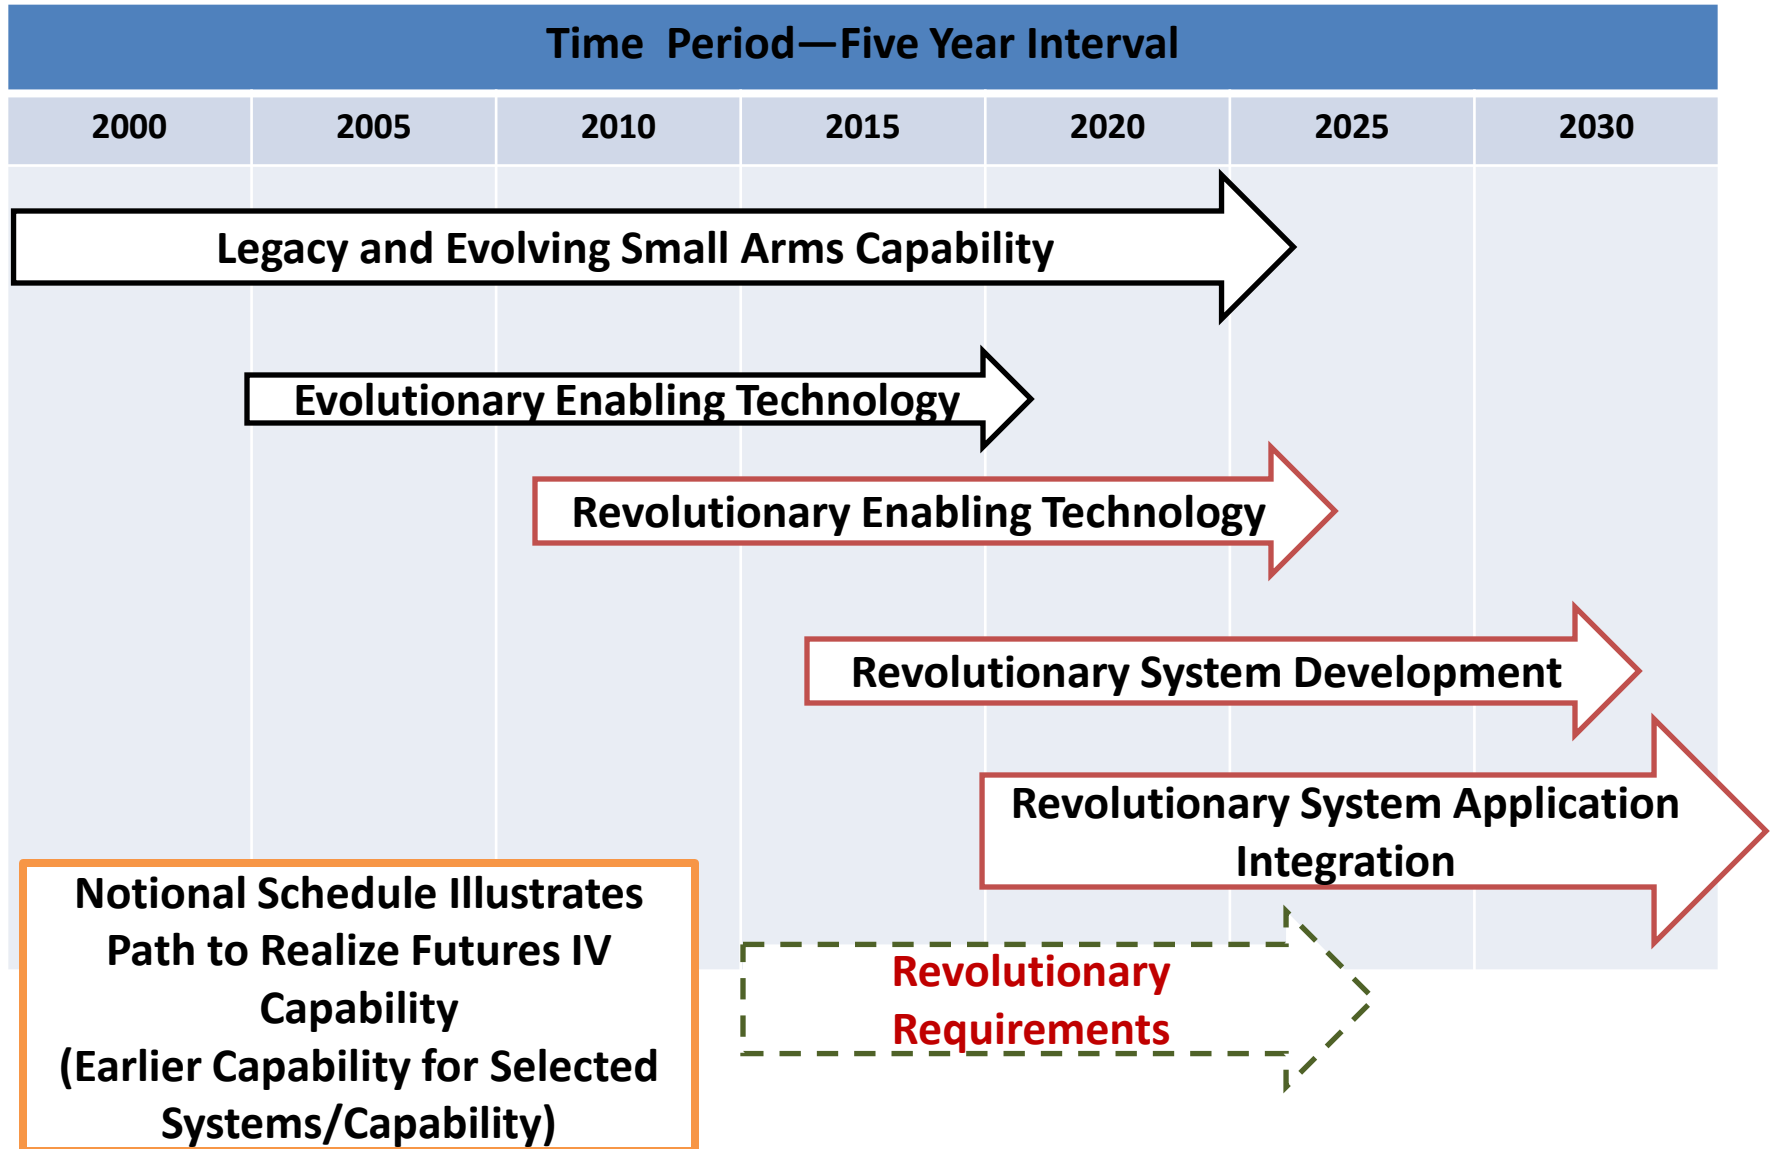 Time Period—Five Year Interval
2000 2005 2010 2015 2020 2025 2030
Legacy and Evolving Small Arms Capability
Evolutionary Enabling Technology
Revolutionary Enabling Technology
Revolutionary System Development
Revolutionary System Application
Integration
Notional Schedule Illustrates
Path to Realize Futures IV
Capability
(Earlier Capability for Selected
Systems/Capability)
Revolutionary
Requirements